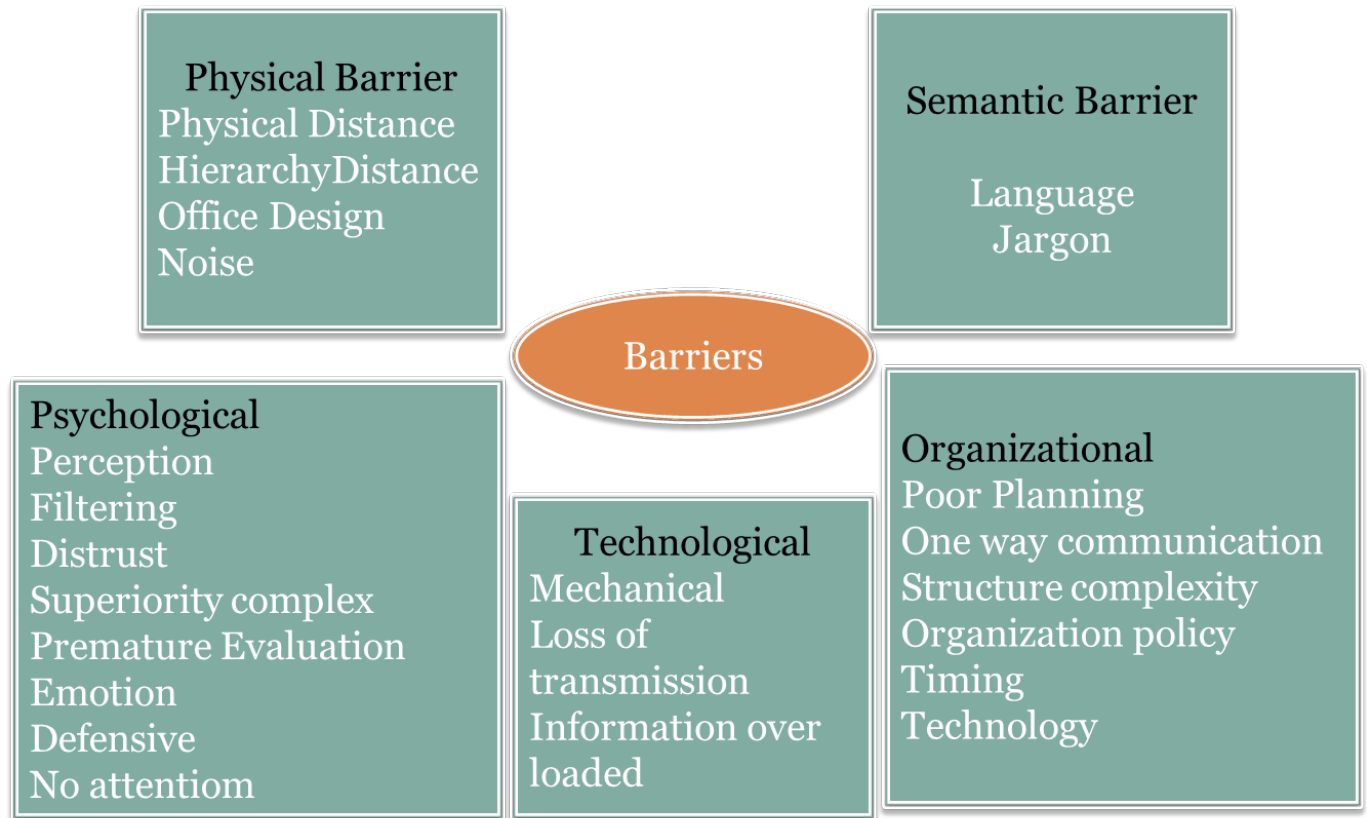 Physical Barrier
Physical Distance
HierarchyDistance
Office Design
Noise
Semantic Barrier
Language
Jargon
Barriers
Psychological
Perception
Filtering
Distrust
Superiority complex
Premature Evaluation
Emotion
Defensive
No attentiom
Technological
Mechanical
Loss of
transmission
Information over
loaded
Organizational
Poor Planning
One way communication
Structure complexity
Organization policy
Timing
Technology